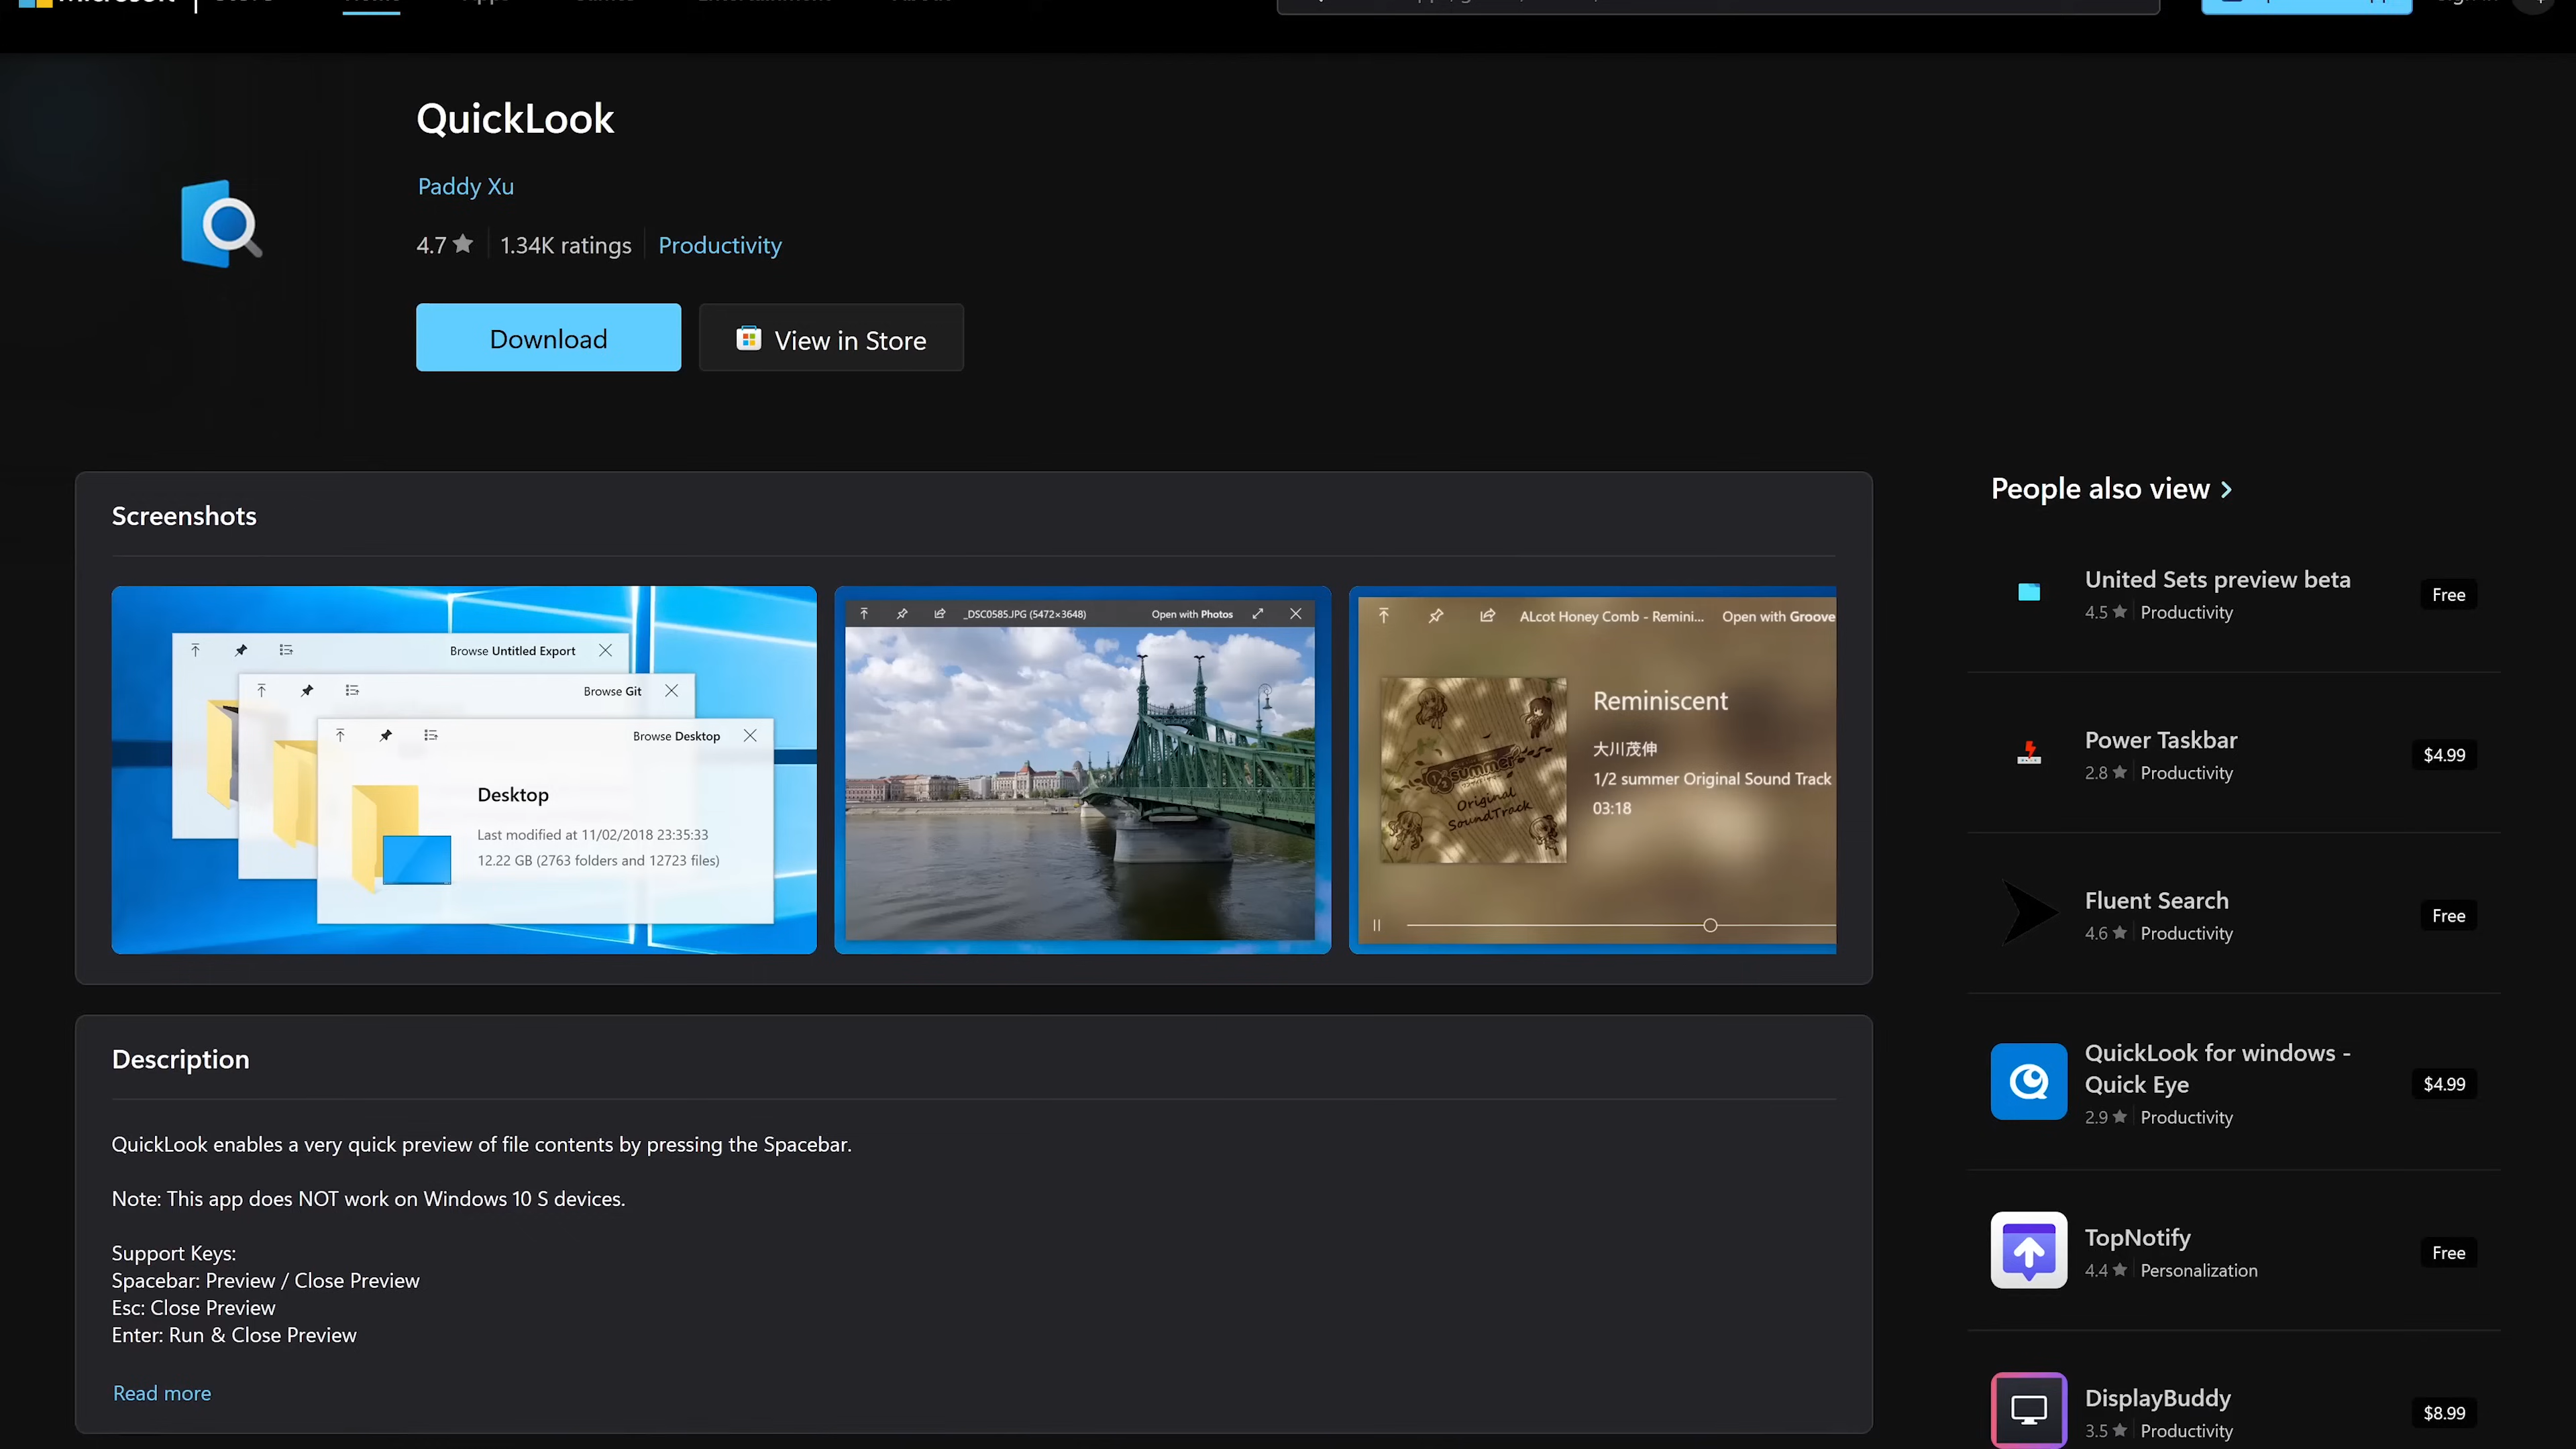 QuickLook
Paddy Xu
4.7 | 1.34K ratings | Productivity
Download
View in Store
Screenshots
Browse Untitled Export
Browse Git
Browse Desktop
Desktop
Last modified at 11/02/2018 23:35:33
12.22 GB (2763 folders and 12723 files)
_DSC0585.JPG (5472×3648)
Open with Photos
ALcot Honey Comb - Remini...
Open with Groove
summer
Original
SoundTrack
Reminiscent
大川茂伸
1/2 summer Original Sound Track
03:18
Description
QuickLook enables a very quick preview of file contents by pressing the Spacebar.
Note: This app does NOT work on Windows 10 S devices.
Support Keys:
Spacebar: Preview / Close Preview
Esc: Close Preview
Enter: Run & Close Preview
Read more
People also view
United Sets preview beta
4.5 | Productivity
Free
Power Taskbar
2.8 | Productivity
$4.99
Fluent Search
4.6 | Productivity
Free
QuickLook for windows -
Quick Eye
2.9 | Productivity
$4.99
TopNotify
4.4 | Personalization
Free
DisplayBuddy
3.5 | Productivity
$8.99